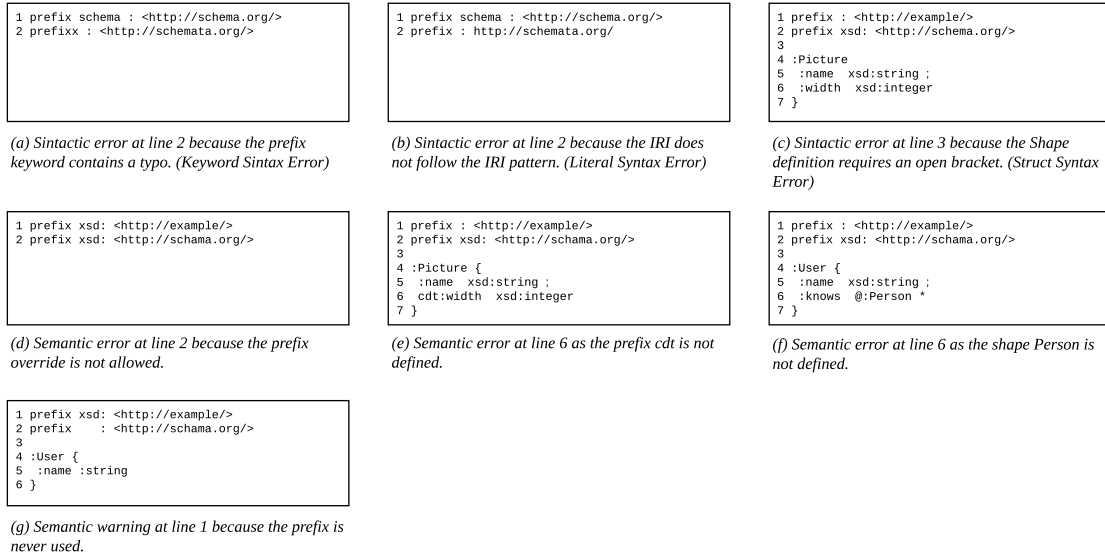 1 prefix schema : <http://schema.org/>
2 prefixx : <http://schemata.org/>
(a) Sintactic error at line 2 because the prefix
keyword contains a typo. (Keyword Sintax Error)
1 prefix schema : <http://schema.org/>
2 prefix : http://schemata.org/
(b) Sintactic error at line 2 because the IRI does
not follow the IRI pattern. (Literal Syntax Error)
1 prefix : <http://example/>
2 prefix xsd: <http://schema.org/>
3
4 :Picture
5  :name  xsd:string ;
6  :width  xsd:integer
7 }
(c) Sintactic error at line 3 because the Shape
definition requires an open bracket. (Struct Syntax
Error)
1 prefix xsd: <http://example/>
2 prefix xsd: <http://schama.org/>
(d) Semantic error at line 2 because the prefix
override is not allowed.
1 prefix : <http://example/>
2 prefix xsd: <http://schama.org/>
3
4 :Picture {
5  :name  xsd:string ;
6  cdt:width  xsd:integer
7 }
(e) Semantic error at line 6 as the prefix cdt is not
defined.
1 prefix : <http://example/>
2 prefix xsd: <http://schama.org/>
3
4 :User {
5  :name  xsd:string ;
6  :knows  @:Person *
7 }
(f) Semantic error at line 6 as the shape Person is
not defined.
1 prefix xsd: <http://example/>
2 prefix    : <http://schama.org/>
3
4 :User {
5  :name :string
6 }
(g) Semantic warning at line 1 because the prefix is
never used.